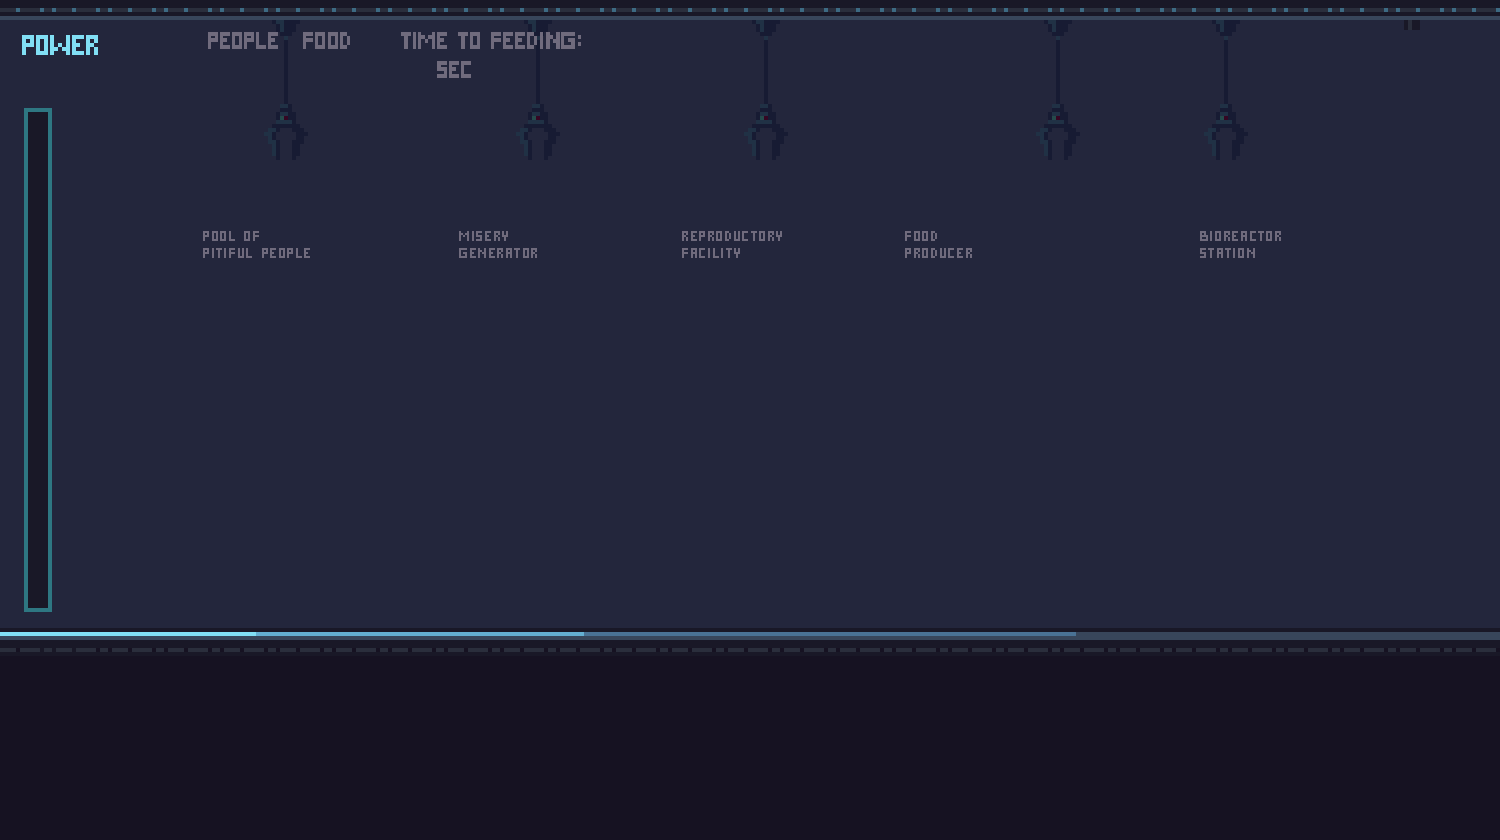 POWER
PEOPLE FOOD TIME TO FEEDING:
SEC
POOL OF
PITIFUL PEOPLE
MISERY
GENERATOR
REPRODUCTORY
FACILITY
FOOD
PRODUCER
BIOREACTOR
STATION